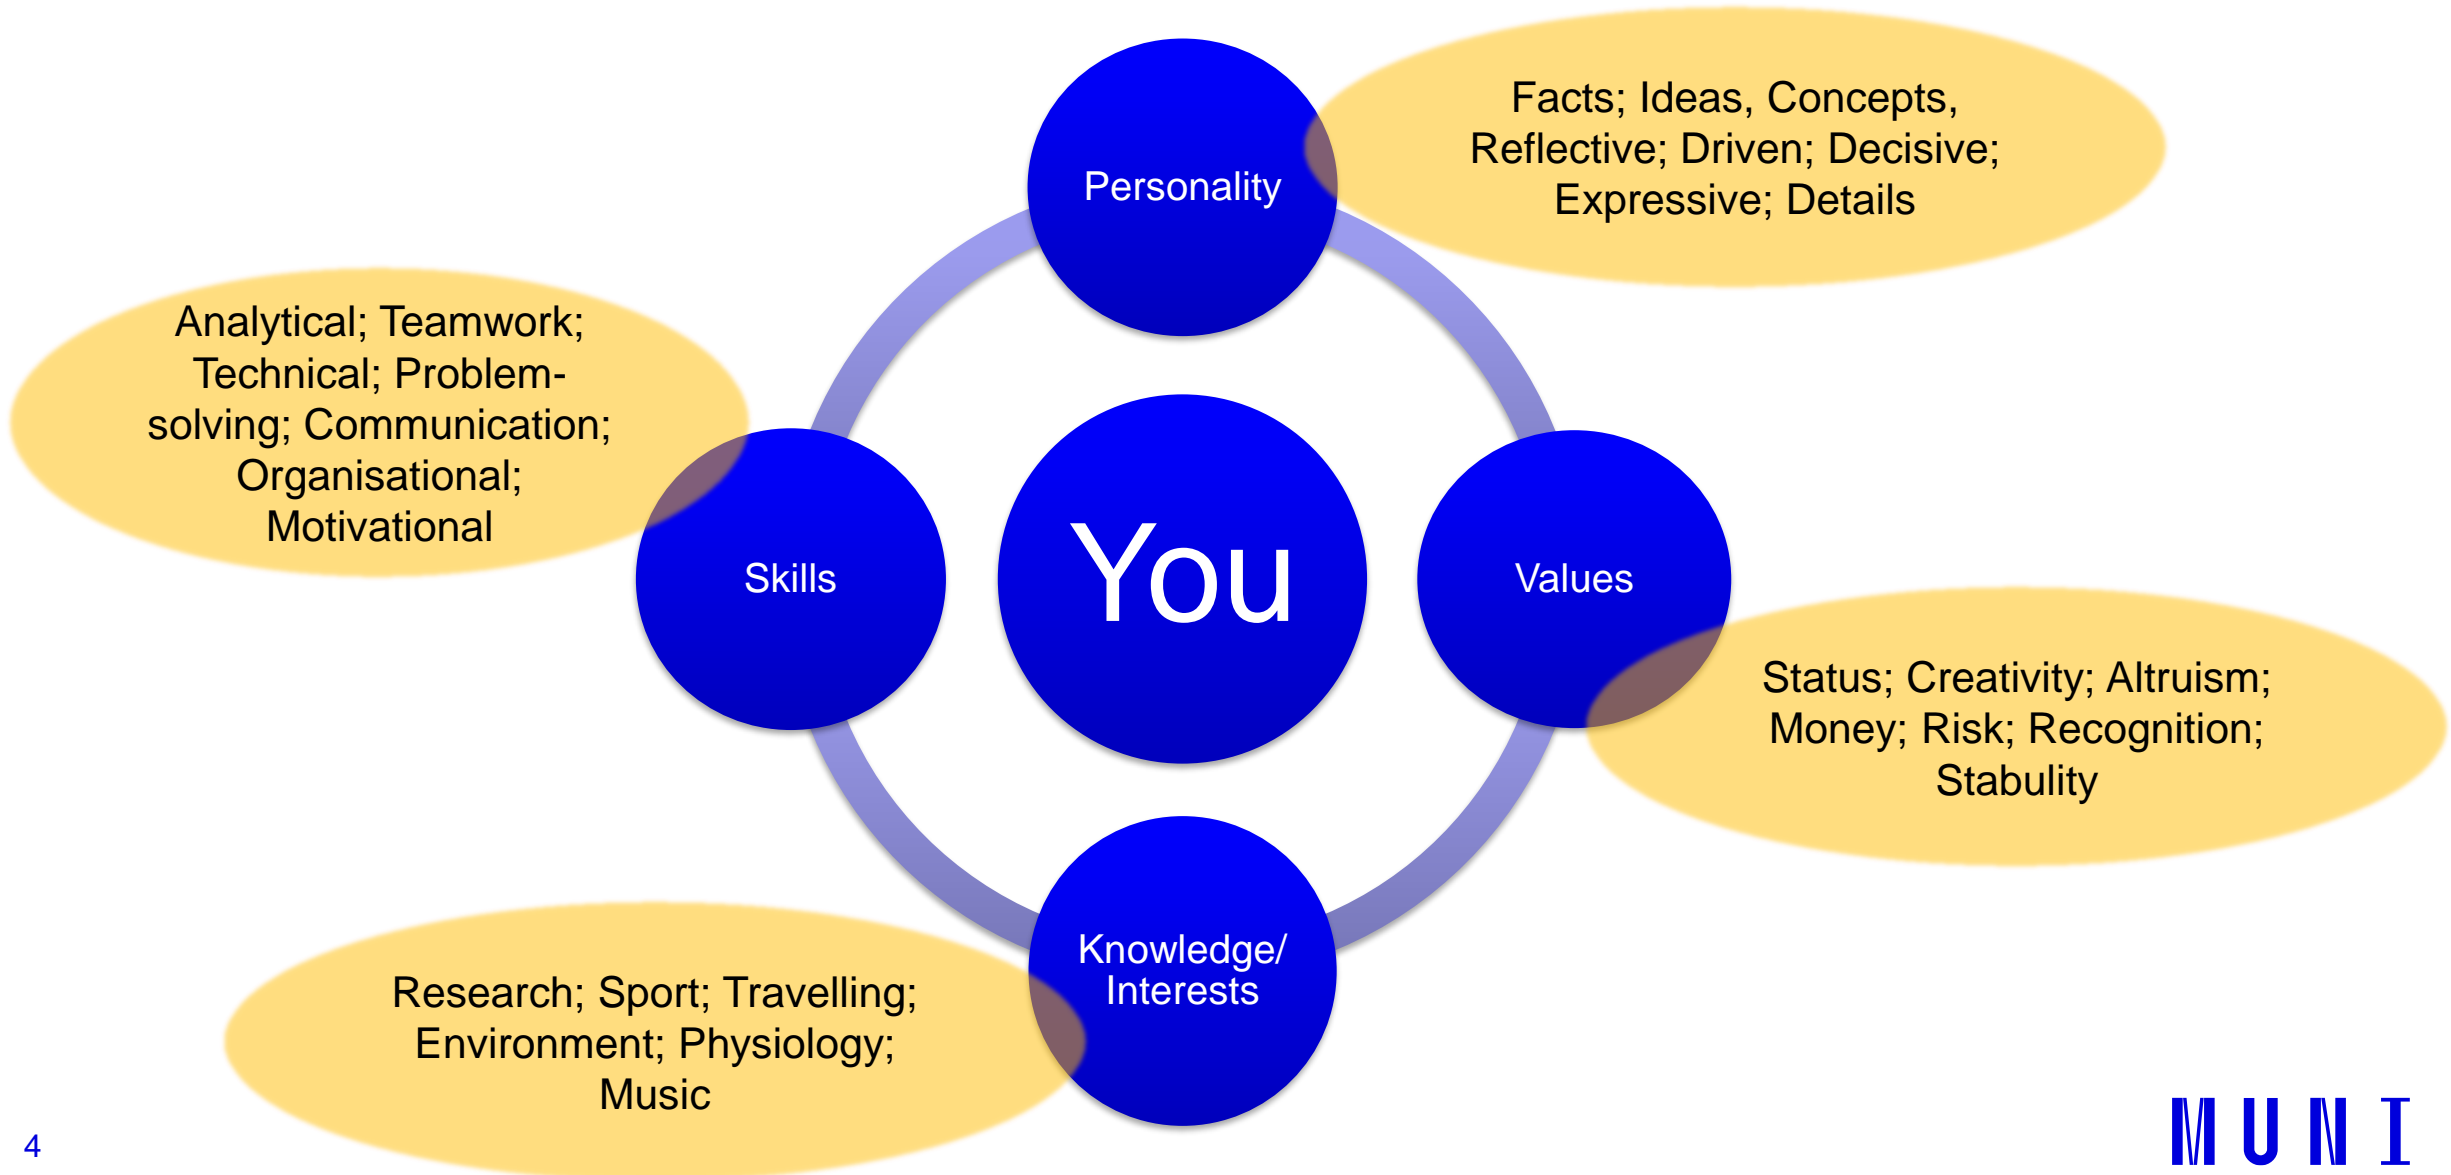 Personality
Facts; Ideas, Concepts,
Reflective; Driven; Decisive;
Expressive; Details
Analytical; Teamwork;
Technical; Problem-
solving; Communication;
Organisational;
Motivational
Skills
You
Values
Status; Creativity; Altruism;
Money; Risk; Recognition;
Stabulity
Knowledge/
Interests
Research; Sport; Travelling;
Environment; Physiology;
Music
4
MUNI